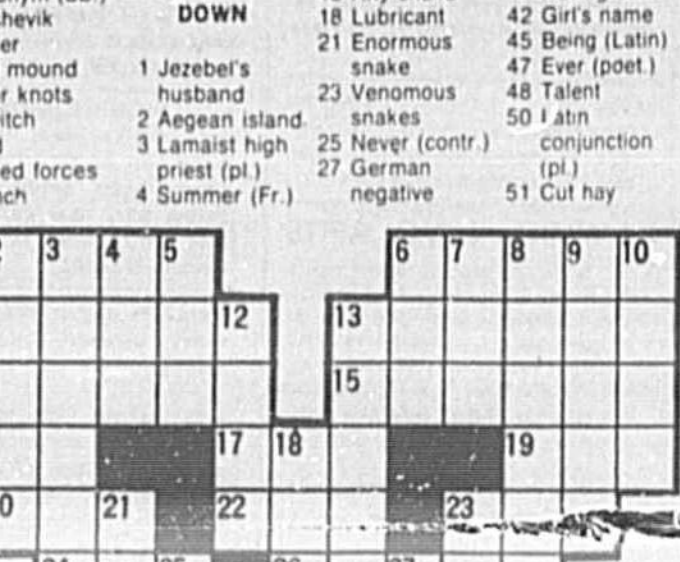 DOWN
hevik
er
mound
r knots
itch
ed forces
1 Jezebel's
husband
2 Aegean island
3 Lamaist high
priest (pl.)
4 Summer (Fr.)
18 Lubricant
21 Enormous
snake
23 Venomous
snakes
25 Never (contr.)
27 German
negative
42 Girl's name
45 Being (Latin)
47 Ever (poet.)
48 Talent
50 Latin
conjunction
(pl.)
51 Cut hay
3 4 5 6 7 8 9 10
12 13
15
17 18 19
21 22 23